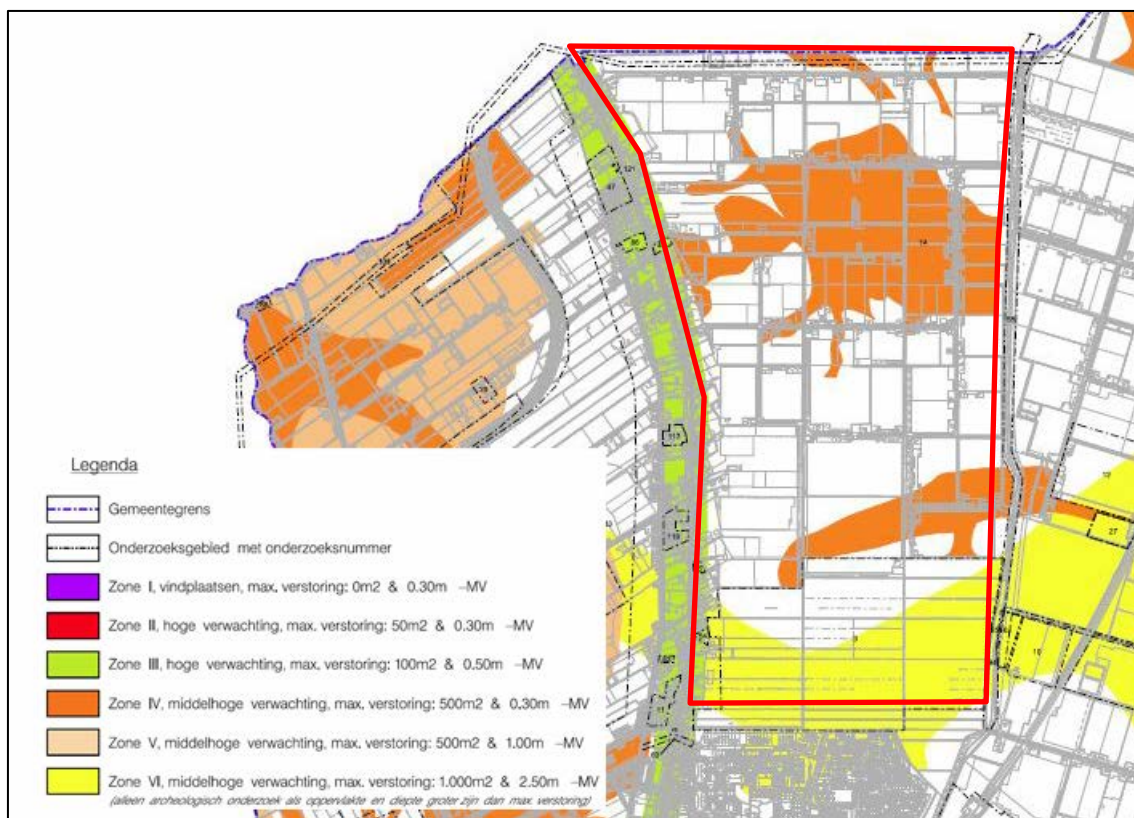 Legenda
Gemeentegrens
Onderzoeksgebied met onderzoeksnummer
Zone I, vindplaatsen, max. verstoring: 0m2 & 0.30m -MV
Zone II, hoge verwachting, max. verstoring: 50m2 & 0.30m -MV
Zone III, hoge verwachting, max. verstoring: 100m2 & 0.50m -MV
Zone IV, middelhoge verwachting, max. verstoring: 500m2 & 0.30m -MV
Zone V, middelhoge verwachting, max. verstoring: 500m2 & 1.00m -MV
Zone VI, middelhoge verwachting, max. verstoring: 1.000m2 & 2.50m -MV
(alleen archeologisch onderzoek als oppervlakte en diepte groter zijn dan max. verstoring)
121
14
27